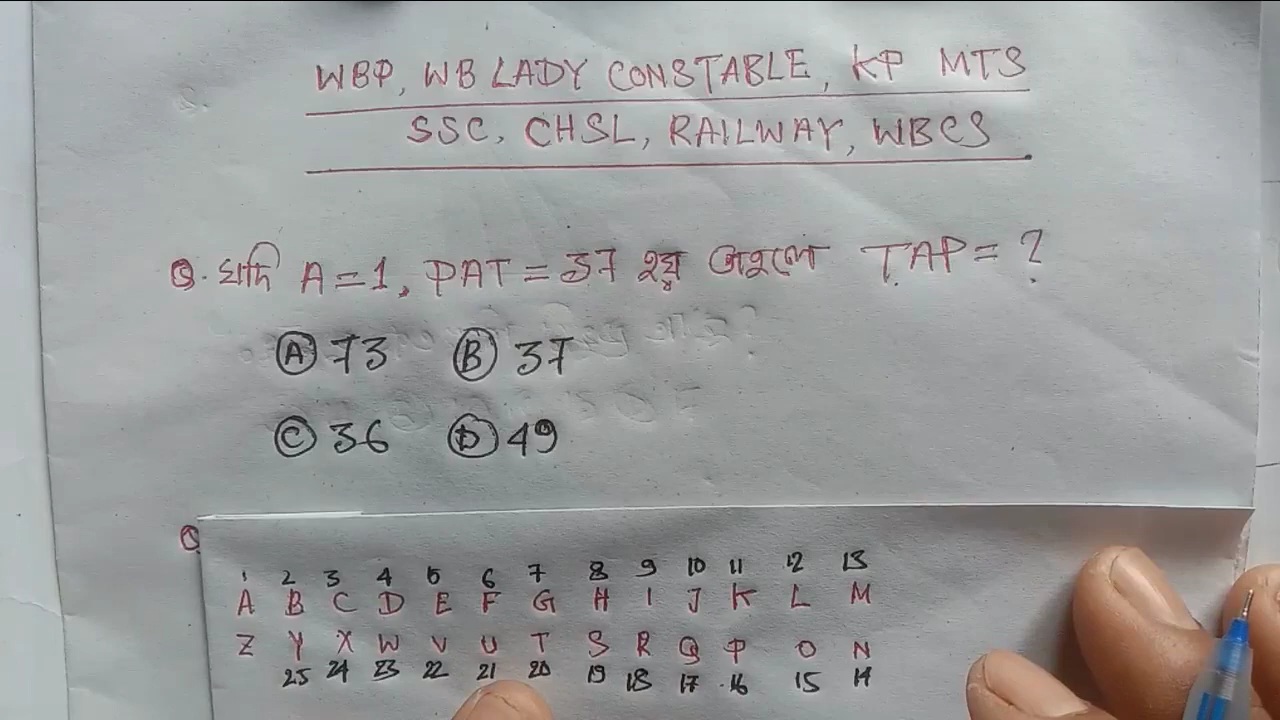 WBP, WB LADY CONSTABLE, KP MTS
SSC, CHSL, RAILWAY, WBCS
Q. যদি A=1, PAT = 37 হয় তাহলে TAP = ?
Ⓐ 73 Ⓑ 37
Ⓒ 36 Ⓓ 49
Q
1 2 3 4 5 6 7 8 9 10 11 12 13
A B C D E F G H I J K L M
Z Y X W V U T S R Q P O N
25 24 23 22 21 20 19 18 17 16 15 14